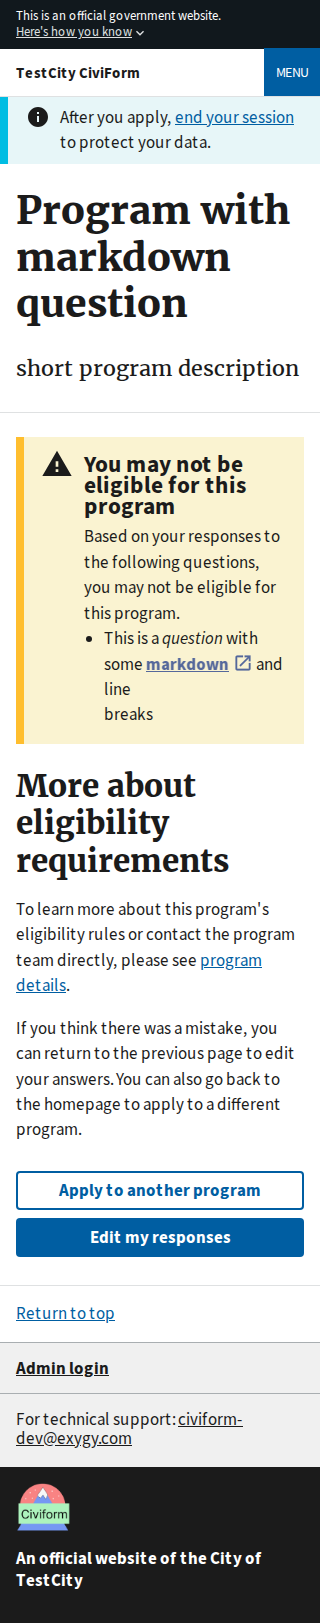 This is an official government website.
Here's how you know
TestCity CiviForm
MENU
After you apply, end your session
to protect your data.
Program with
markdown
question
short program description
You may not be
eligible for this
program
Based on your responses to
the following questions,
you may not be eligible for
this program.
This is a question with
some markdown and
line
breaks
More about
eligibility
requirements
To learn more about this program's
eligibility rules or contact the program
team directly, please see program
details.
If you think there was a mistake, you
can return to the previous page to edit
your answers. You can also go back to
the homepage to apply to a different
program.
Apply to another program
Edit my responses
Return to top
Admin login
For technical support: civiform-
dev@exygy.com
Civiform
An official website of the City of
TestCity